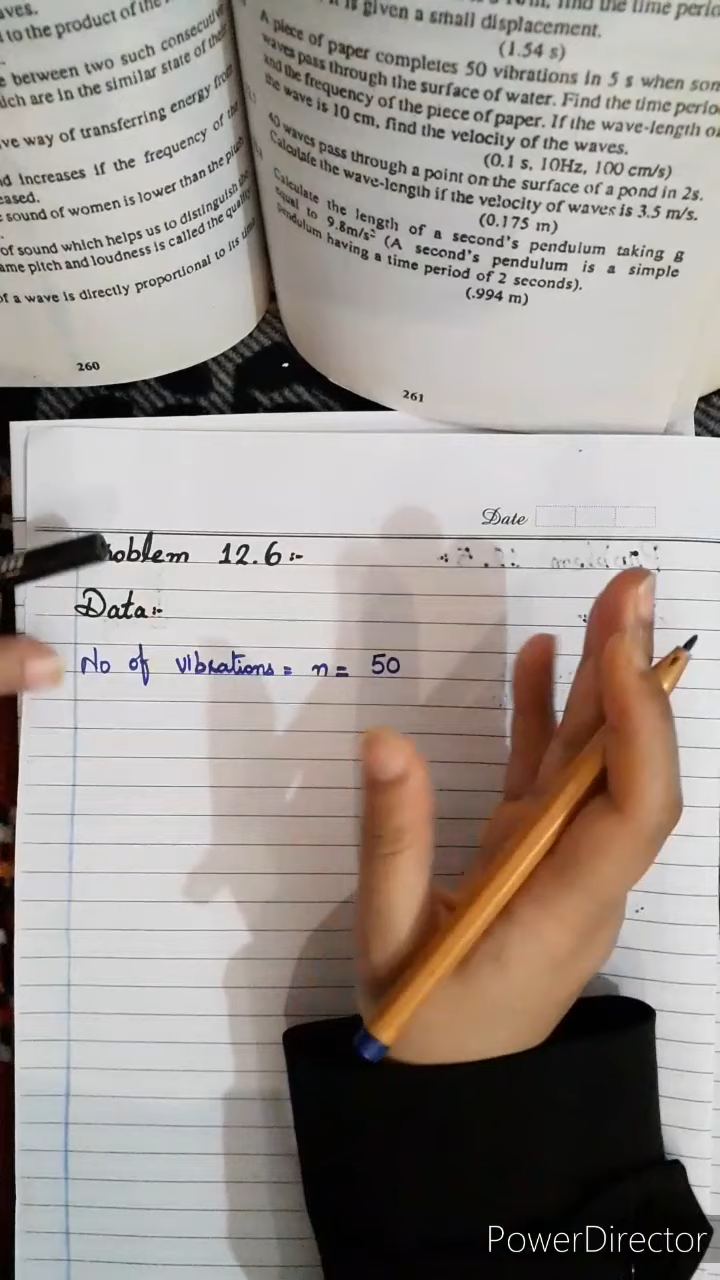 aves.
to the product of the
e between two such consecutive
ich are in the similar state of their
ve way of transferring energy from
nd increases if the frequency of the
eased.
sound of women is lower than the pitch
of sound which helps us to distinguish the
ame pitch and loudness is called the quality
of a wave is directly proportional to its time
260
is given a small displacement.
(1.54 s)
A piece of paper completes 50 vibrations in 5 s when som
waves pass through the surface of water. Find the time perio
and the frequency of the piece of paper. If the wave-length o
the wave is 10 cm, find the velocity of the waves.
(0.1 s, 10Hz, 100 cm/s)
40 waves pass through a point on the surface of a pond in 2s.
Calculate the wave-length if the velocity of waves is 3.5 m/s.
(0.175 m)
Calculate the length of a second's pendulum taking g
equal to 9.8m/s² (A second's pendulum is a simple
pendulum having a time period of 2 seconds).
(.994 m)
261
Date
oblem 12.6:-
Data:-
No of vibrations = n = 50
PowerDirector